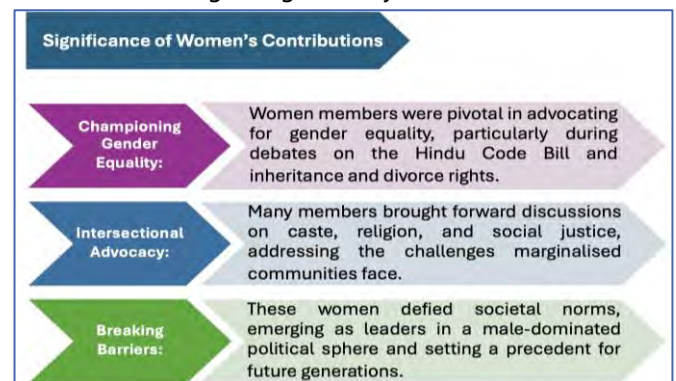 Significance of Women's Contributions
Championing
Gender
Equality:
Women members were pivotal in advocating
for gender equality, particularly during
debates on the Hindu Code Bill and
inheritance and divorce rights.
Intersectional
Advocacy:
Many members brought forward discussions
on caste, religion, and social justice,
addressing the challenges marginalised
communities face.
Breaking
Barriers:
These women defied societal norms,
emerging as leaders in a male-dominated
political sphere and setting a precedent for
future generations.